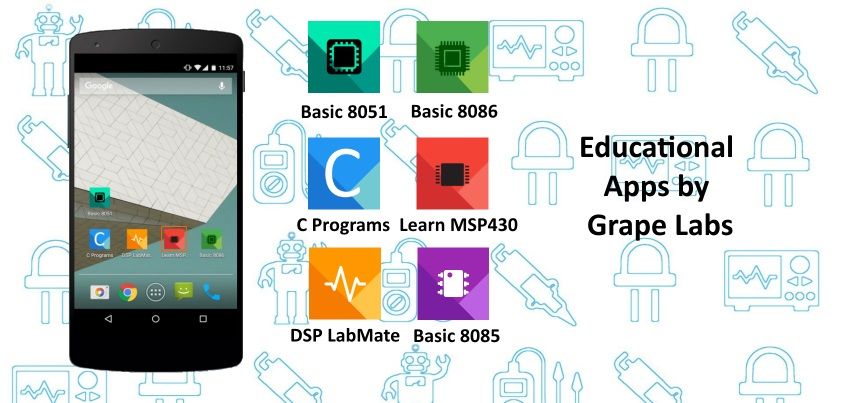 11:57
Google
Basic 8051
C Programs
DSP LabMat..
Learn MSP..
Basic 8086
Basic 8051
Basic 8086
C
C Programs
Learn MSP430
DSP LabMate
Basic 8085
Educational
Apps by
Grape Labs